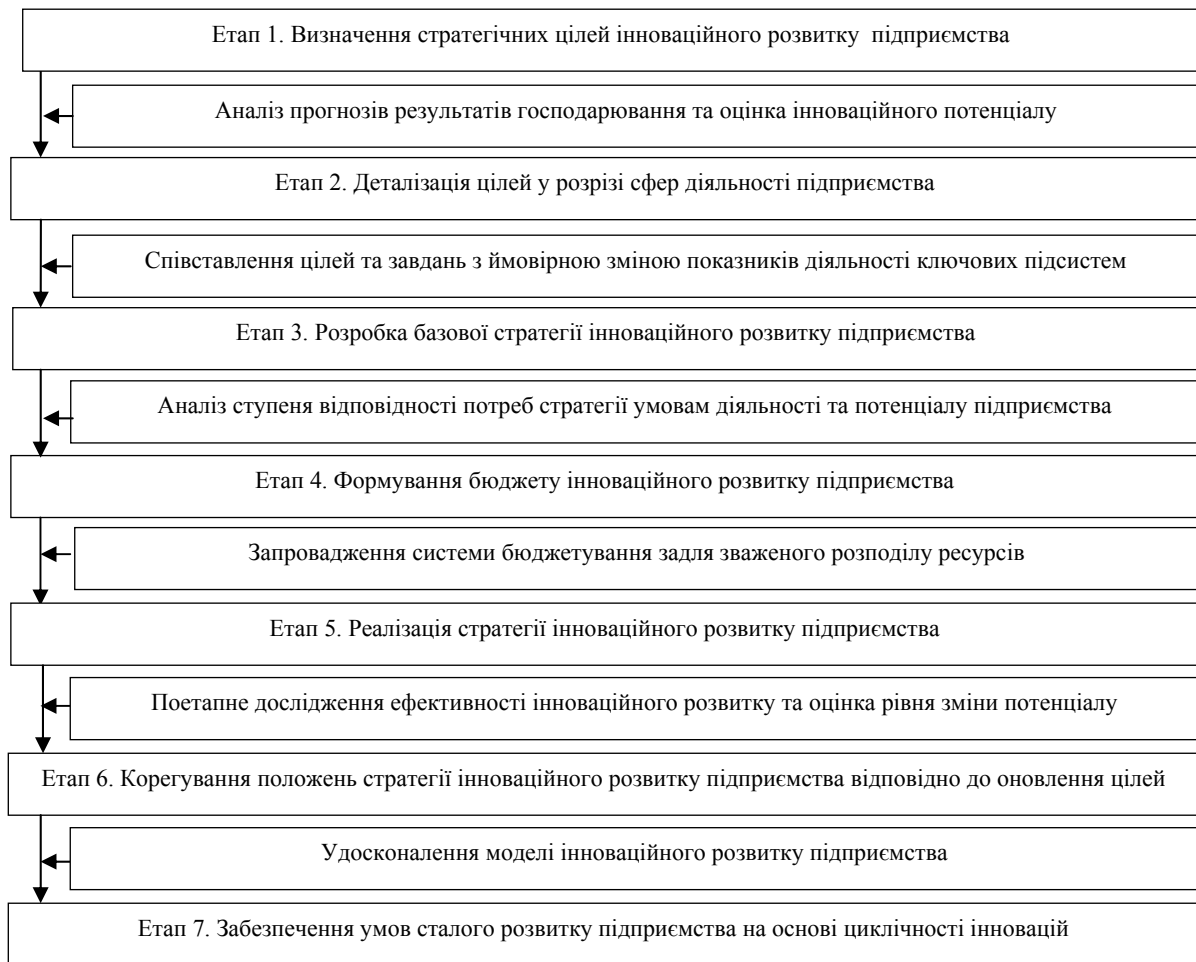 Етап 1. Визначення стратегічних цілей інноваційного розвитку  підприємства
Аналіз прогнозів результатів господарювання та оцінка інноваційного потенціалу
Етап 2. Деталізація цілей у розрізі сфер діяльності підприємства
Співставлення цілей та завдань з ймовірною зміною показників діяльності ключових підсистем
Етап 3. Розробка базової стратегії інноваційного розвитку підприємства
Аналіз ступеня відповідності потреб стратегії умовам діяльності та потенціалу підприємства
Етап 4. Формування бюджету інноваційного розвитку підприємства
Запровадження системи бюджетування задля зваженого розподілу ресурсів
Етап 5. Реалізація стратегії інноваційного розвитку підприємства
Поетапне дослідження ефективності інноваційного розвитку та оцінка рівня зміни потенціалу
Етап 6. Корегування положень стратегії інноваційного розвитку підприємства відповідно до оновлення цілей
Удосконалення моделі інноваційного розвитку підприємства
Етап 7. Забезпечення умов сталого розвитку підприємства на основі циклічності інновацій